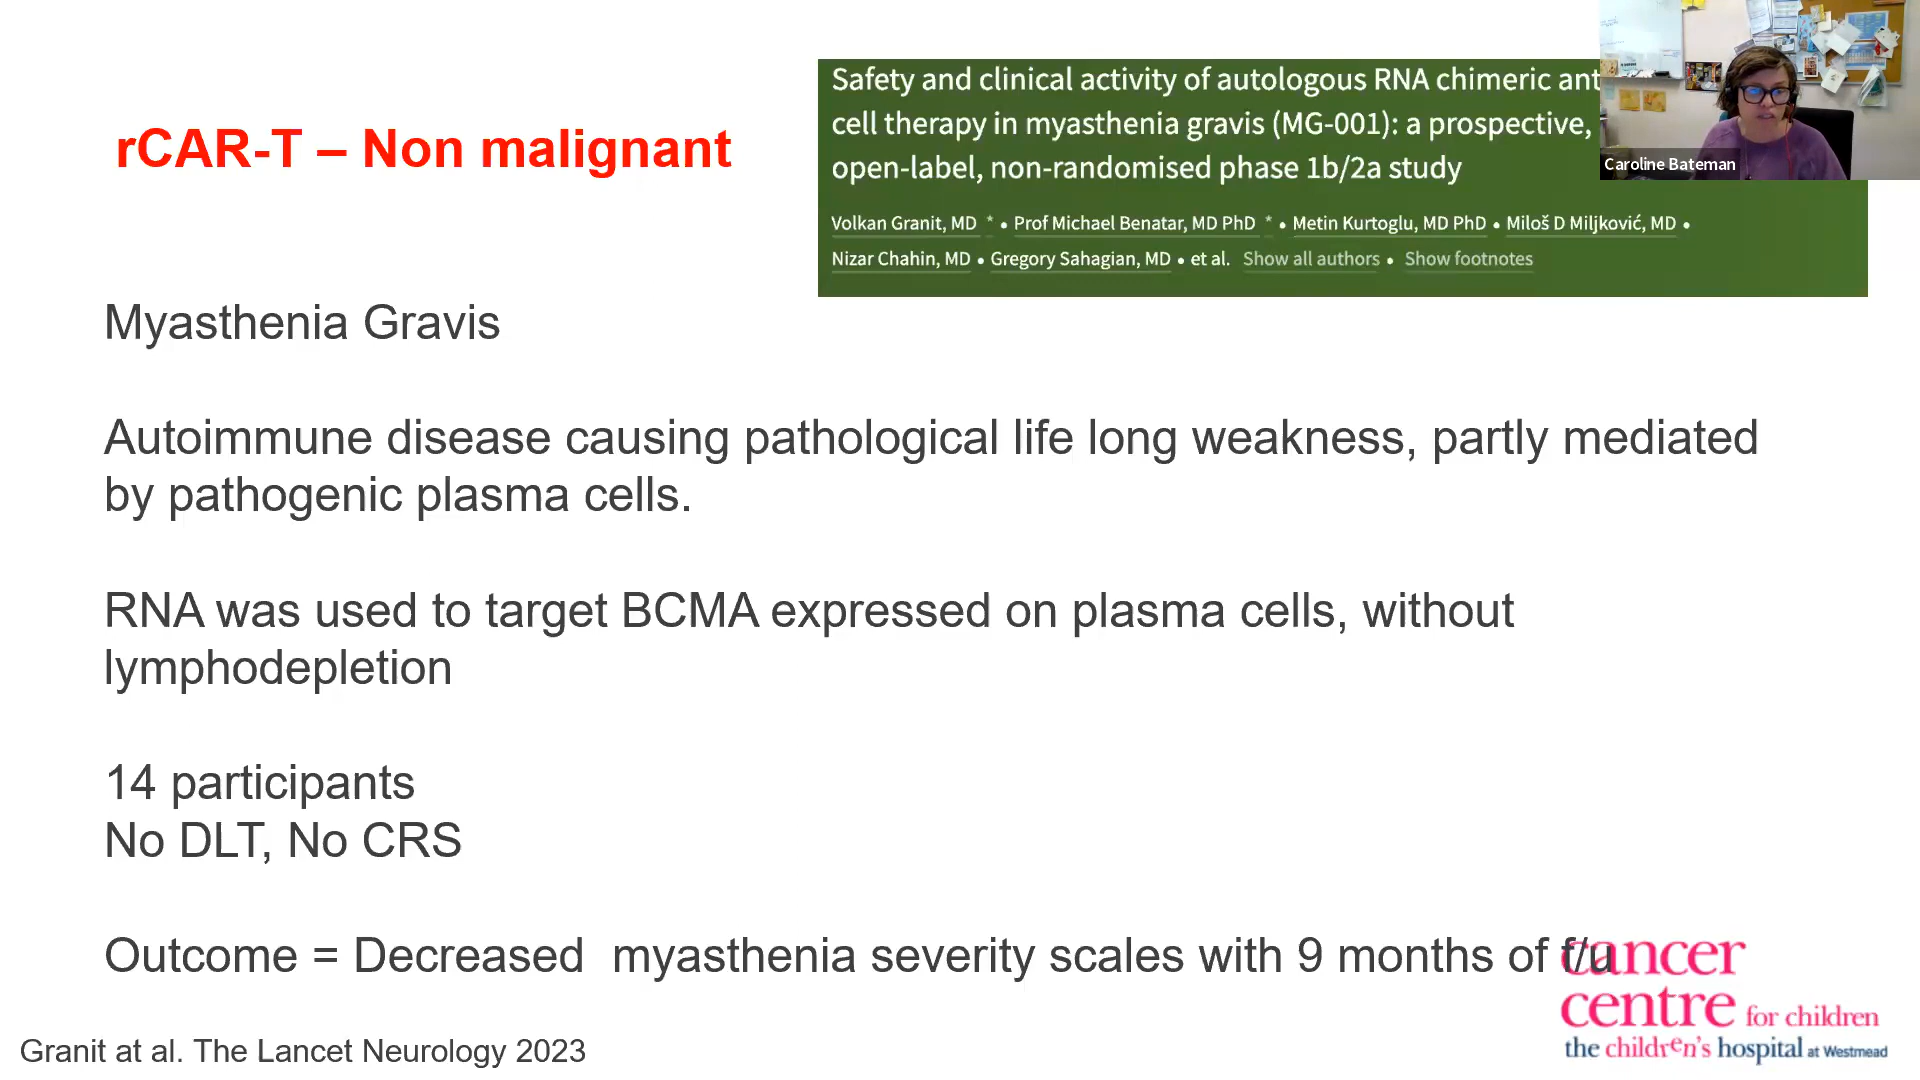 rCAR-T – Non malignant
Safety and clinical activity of autologous RNA chimeric ant
cell therapy in myasthenia gravis (MG-001): a prospective,
open-label, non-randomised phase 1b/2a study
Volkan Granit, MD * • Prof Michael Benatar, MD PhD * • Metin Kurtoglu, MD PhD • Miloš D Miljković, MD •
Nizar Chahin, MD • Gregory Sahagian, MD • et al. Show all authors • Show footnotes
Caroline Bateman
Myasthenia Gravis
Autoimmune disease causing pathological life long weakness, partly mediated
by pathogenic plasma cells.
RNA was used to target BCMA expressed on plasma cells, without
lymphodepletion
14 participants
No DLT, No CRS
Outcome = Decreased myasthenia severity scales with 9 months of f/u
cancer
centre for children
the children's hospital at Westmead
Granit at al. The Lancet Neurology 2023